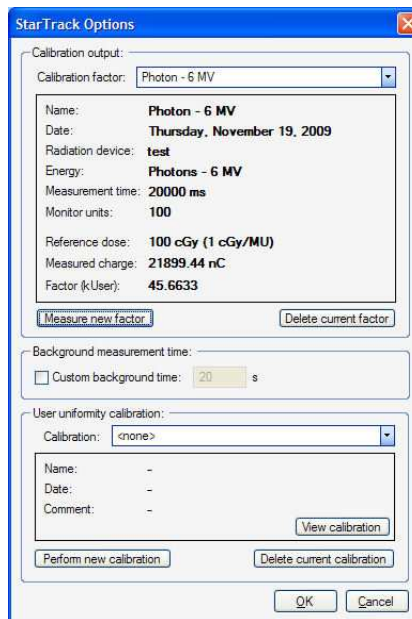 StarTrack Options
Calibration output:
Calibration factor: Photon - 6 MV
Name: Photon - 6 MV
Date: Thursday, November 19, 2009
Radiation device: test
Energy: Photons - 6 MV
Measurement time: 20000 ms
Monitor units: 100
Reference dose: 100 cGy (1 cGy/MU)
Measured charge: 21899.44 nC
Factor (kUser): 45.6633
Measure new factor Delete current factor
Background measurement time:
Custom background time: 20 s
User uniformity calibration:
Calibration: <none>
Name: -
Date: -
Comment: -
View calibration
Perform new calibration Delete current calibration
OK Cancel